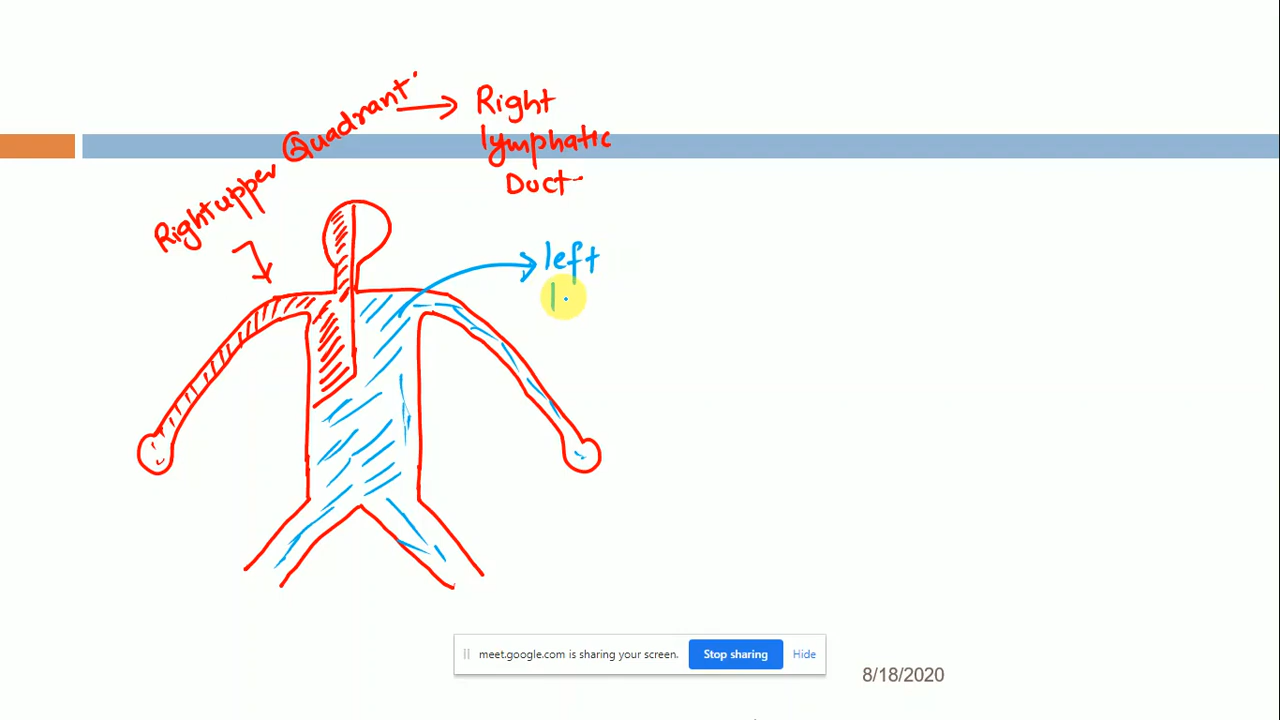 Right upper Quadrant
Right
lymphatic
Duct
left
l
meet.google.com is sharing your screen.
Stop sharing
Hide
8/18/2020